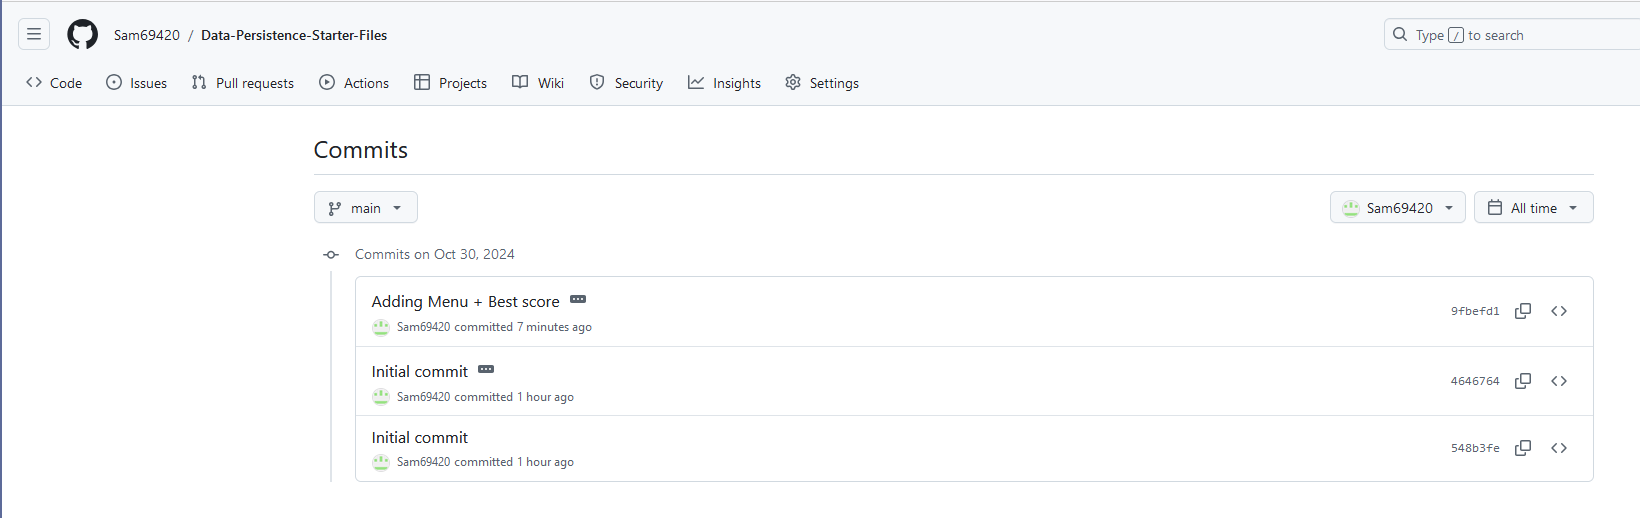 Sam69420 / Data-Persistence-Starter-Files
Type / to search
Code Issues Pull requests Actions Projects Wiki Security Insights Settings
Commits
main Sam69420 All time
Commits on Oct 30, 2024
Adding Menu + Best score
Sam69420 committed 7 minutes ago
9fbefd1
Initial commit
Sam69420 committed 1 hour ago
4646764
Initial commit
Sam69420 committed 1 hour ago
548b3fe